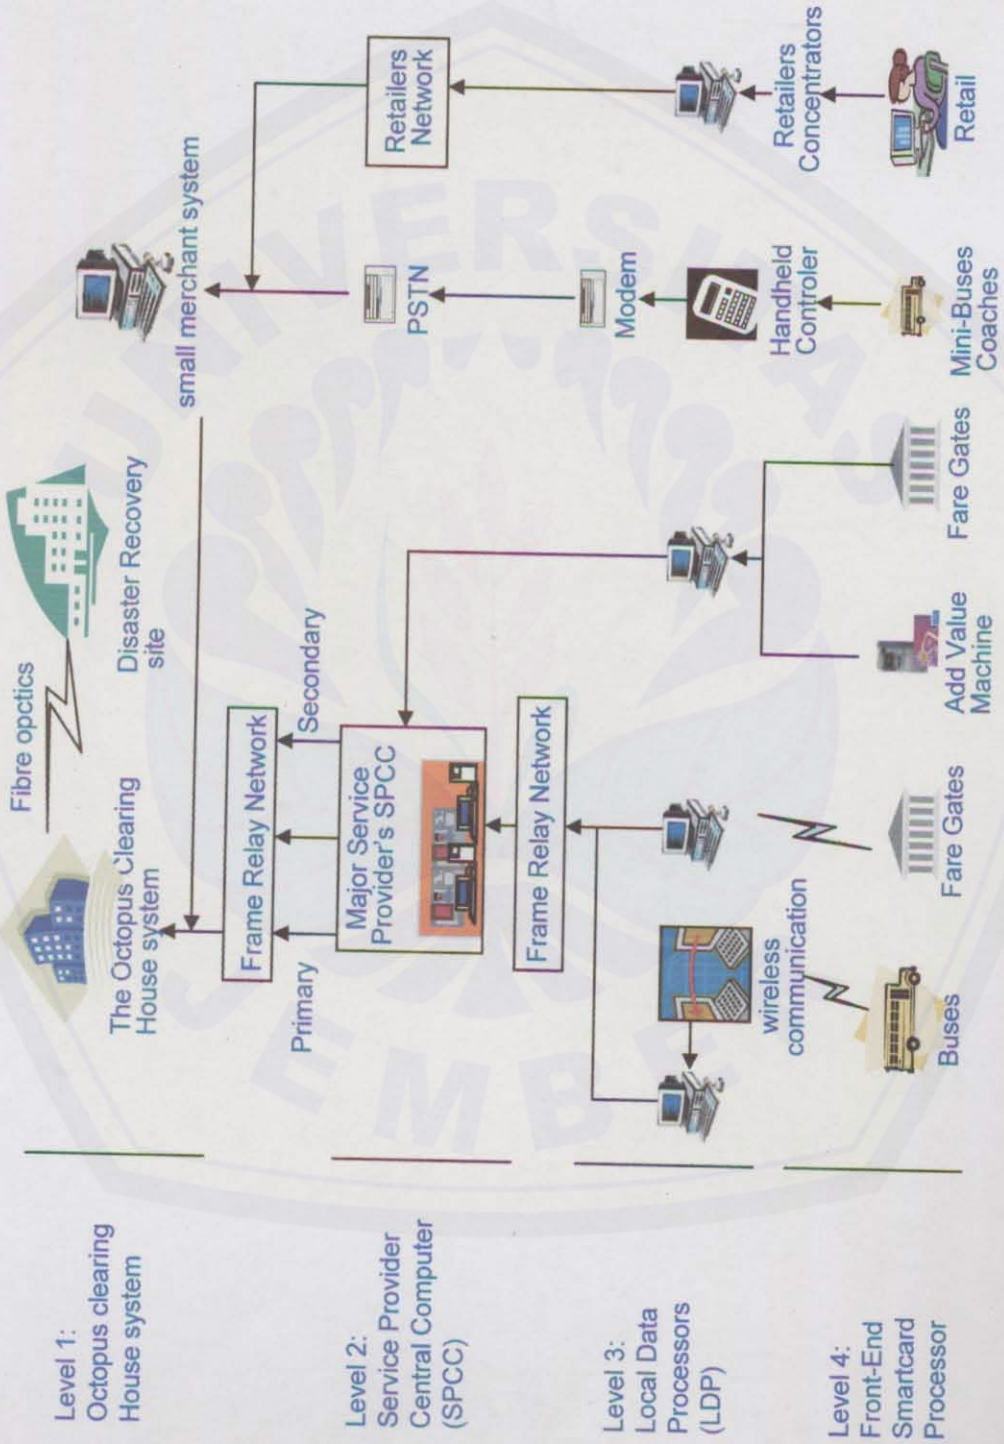 Level 1:
Octopus clearing
House system
The Octopus Clearing
House system
Fibre opctics
Disaster Recovery
site
small merchant system
Frame Relay Network
Primary
Secondary
Level 2:
Service Provider
Central Computer
(SPCC)
Major Service
Provider's SPCC
PSTN
Retailers
Network
Frame Relay Network
Level 3:
Local Data
Processors
(LDP)
wireless
communication
Modem
Handheld
Controler
Retailers
Concentrators
Level 4:
Front-End
Smartcard
Processor
Buses
Fare Gates
Add Value
Machine
Fare Gates
Mini-Buses
Coaches
Retail
UNIVERSITAS
JEMBER